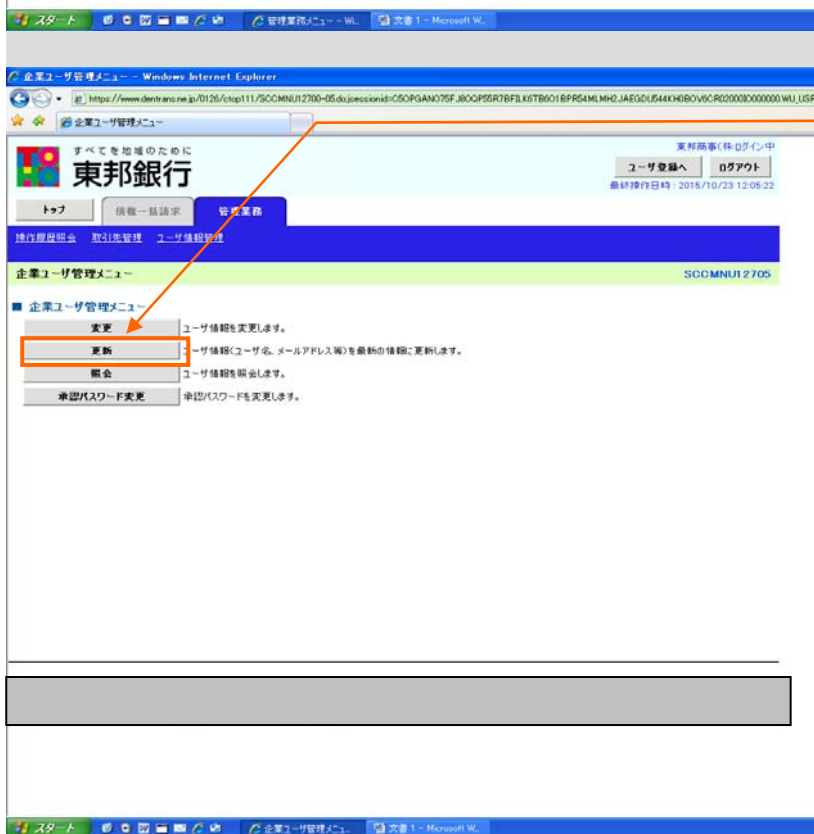 スタート 管理業務メニュー - Wi... 文書 1 - Microsoft W...
企業ユーザ管理メニュー - Windows Internet Explorer
企業ユーザ管理メニュー
東邦商事(株)ログイン中
すべてを地域のために
東邦銀行
ユーザ登録へ ログアウト
最終操作日時：2015/10/23 12:05:22
トップ 債権一括請求 管理業務
操作履歴照会 取引先管理 ユーザ情報管理
企業ユーザ管理メニュー SCCMNU12705
■ 企業ユーザ管理メニュー
変更 ユーザ情報を変更します。
更新 ユーザ情報(ユーザ名、メールアドレス等)を最新の情報に更新します。
照会 ユーザ情報を照会します。
承認パスワード変更 承認パスワードを変更します。
スタート 企業ユーザ管理メニュ... 文書 1 - Microsoft W...